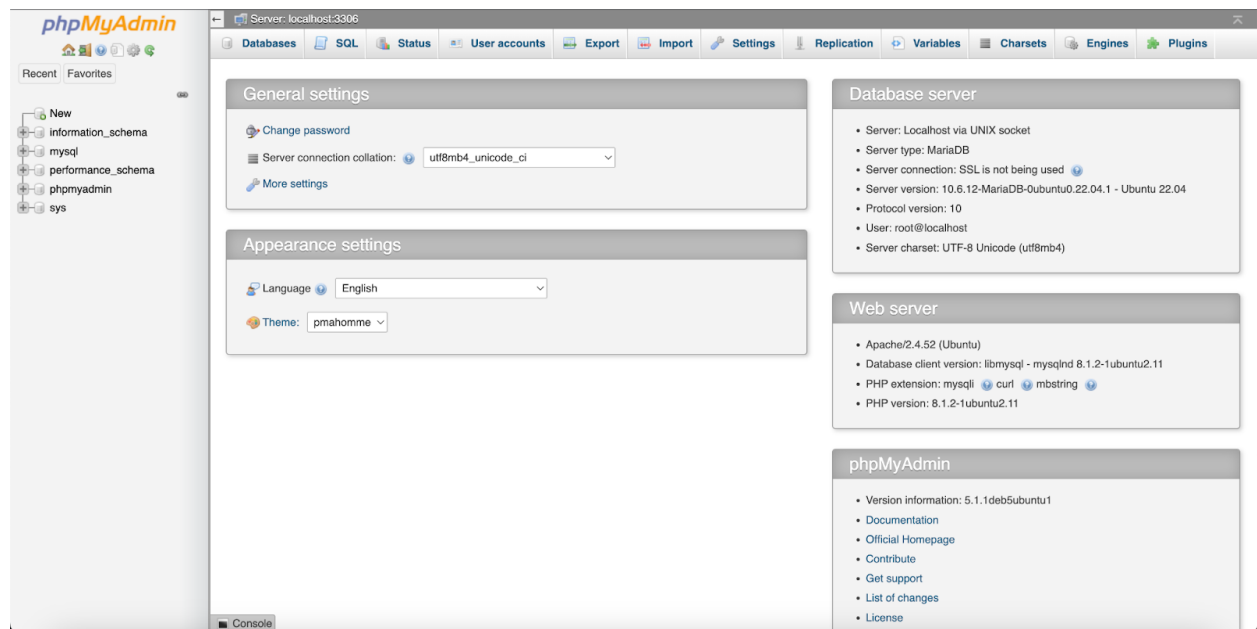 phpMyAdmin
Recent Favorites
New
information_schema
mysql
performance_schema
phpmyadmin
sys
Server: localhost:3306
Databases SQL Status User accounts Export Import Settings Replication Variables Charsets Engines Plugins
General settings
Change password
Server connection collation: utf8mb4_unicode_ci
More settings
Appearance settings
Language English
Theme: pmahomme
Database server
• Server: Localhost via UNIX socket
• Server type: MariaDB
• Server connection: SSL is not being used
• Server version: 10.6.12-MariaDB-0ubuntu0.22.04.1 - Ubuntu 22.04
• Protocol version: 10
• User: root@localhost
• Server charset: UTF-8 Unicode (utf8mb4)
Web server
• Apache/2.4.52 (Ubuntu)
• Database client version: libmysql - mysqlnd 8.1.2-1ubuntu2.11
• PHP extension: mysqli curl mbstring
• PHP version: 8.1.2-1ubuntu2.11
phpMyAdmin
• Version information: 5.1.1deb5ubuntu1
• Documentation
• Official Homepage
• Contribute
• Get support
• List of changes
• License
Console